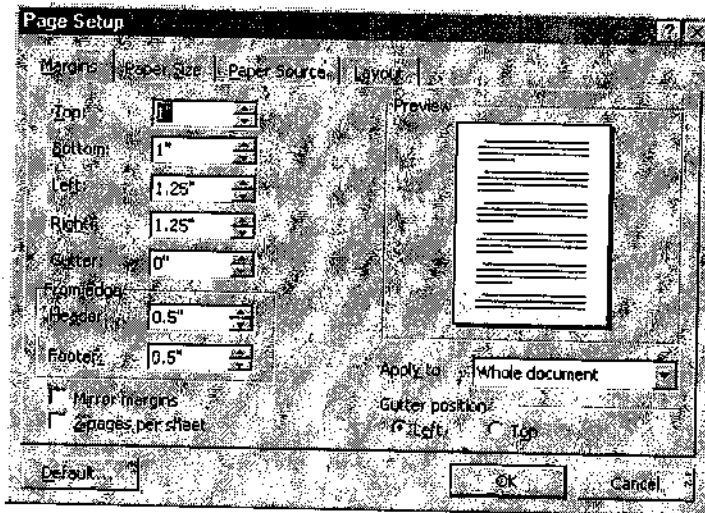 Page Setup
? ×
Margins Paper Size Paper Source Layout
Top: 1"
Bottom: 1"
Left: 1.25"
Right: 1.25"
Gutter: 0"
From edge
Header: 0.5"
Footer: 0.5"
Mirror margins
2 pages per sheet
Preview
Apply to: Whole document
Gutter position
Left Top
Default... OK Cancel